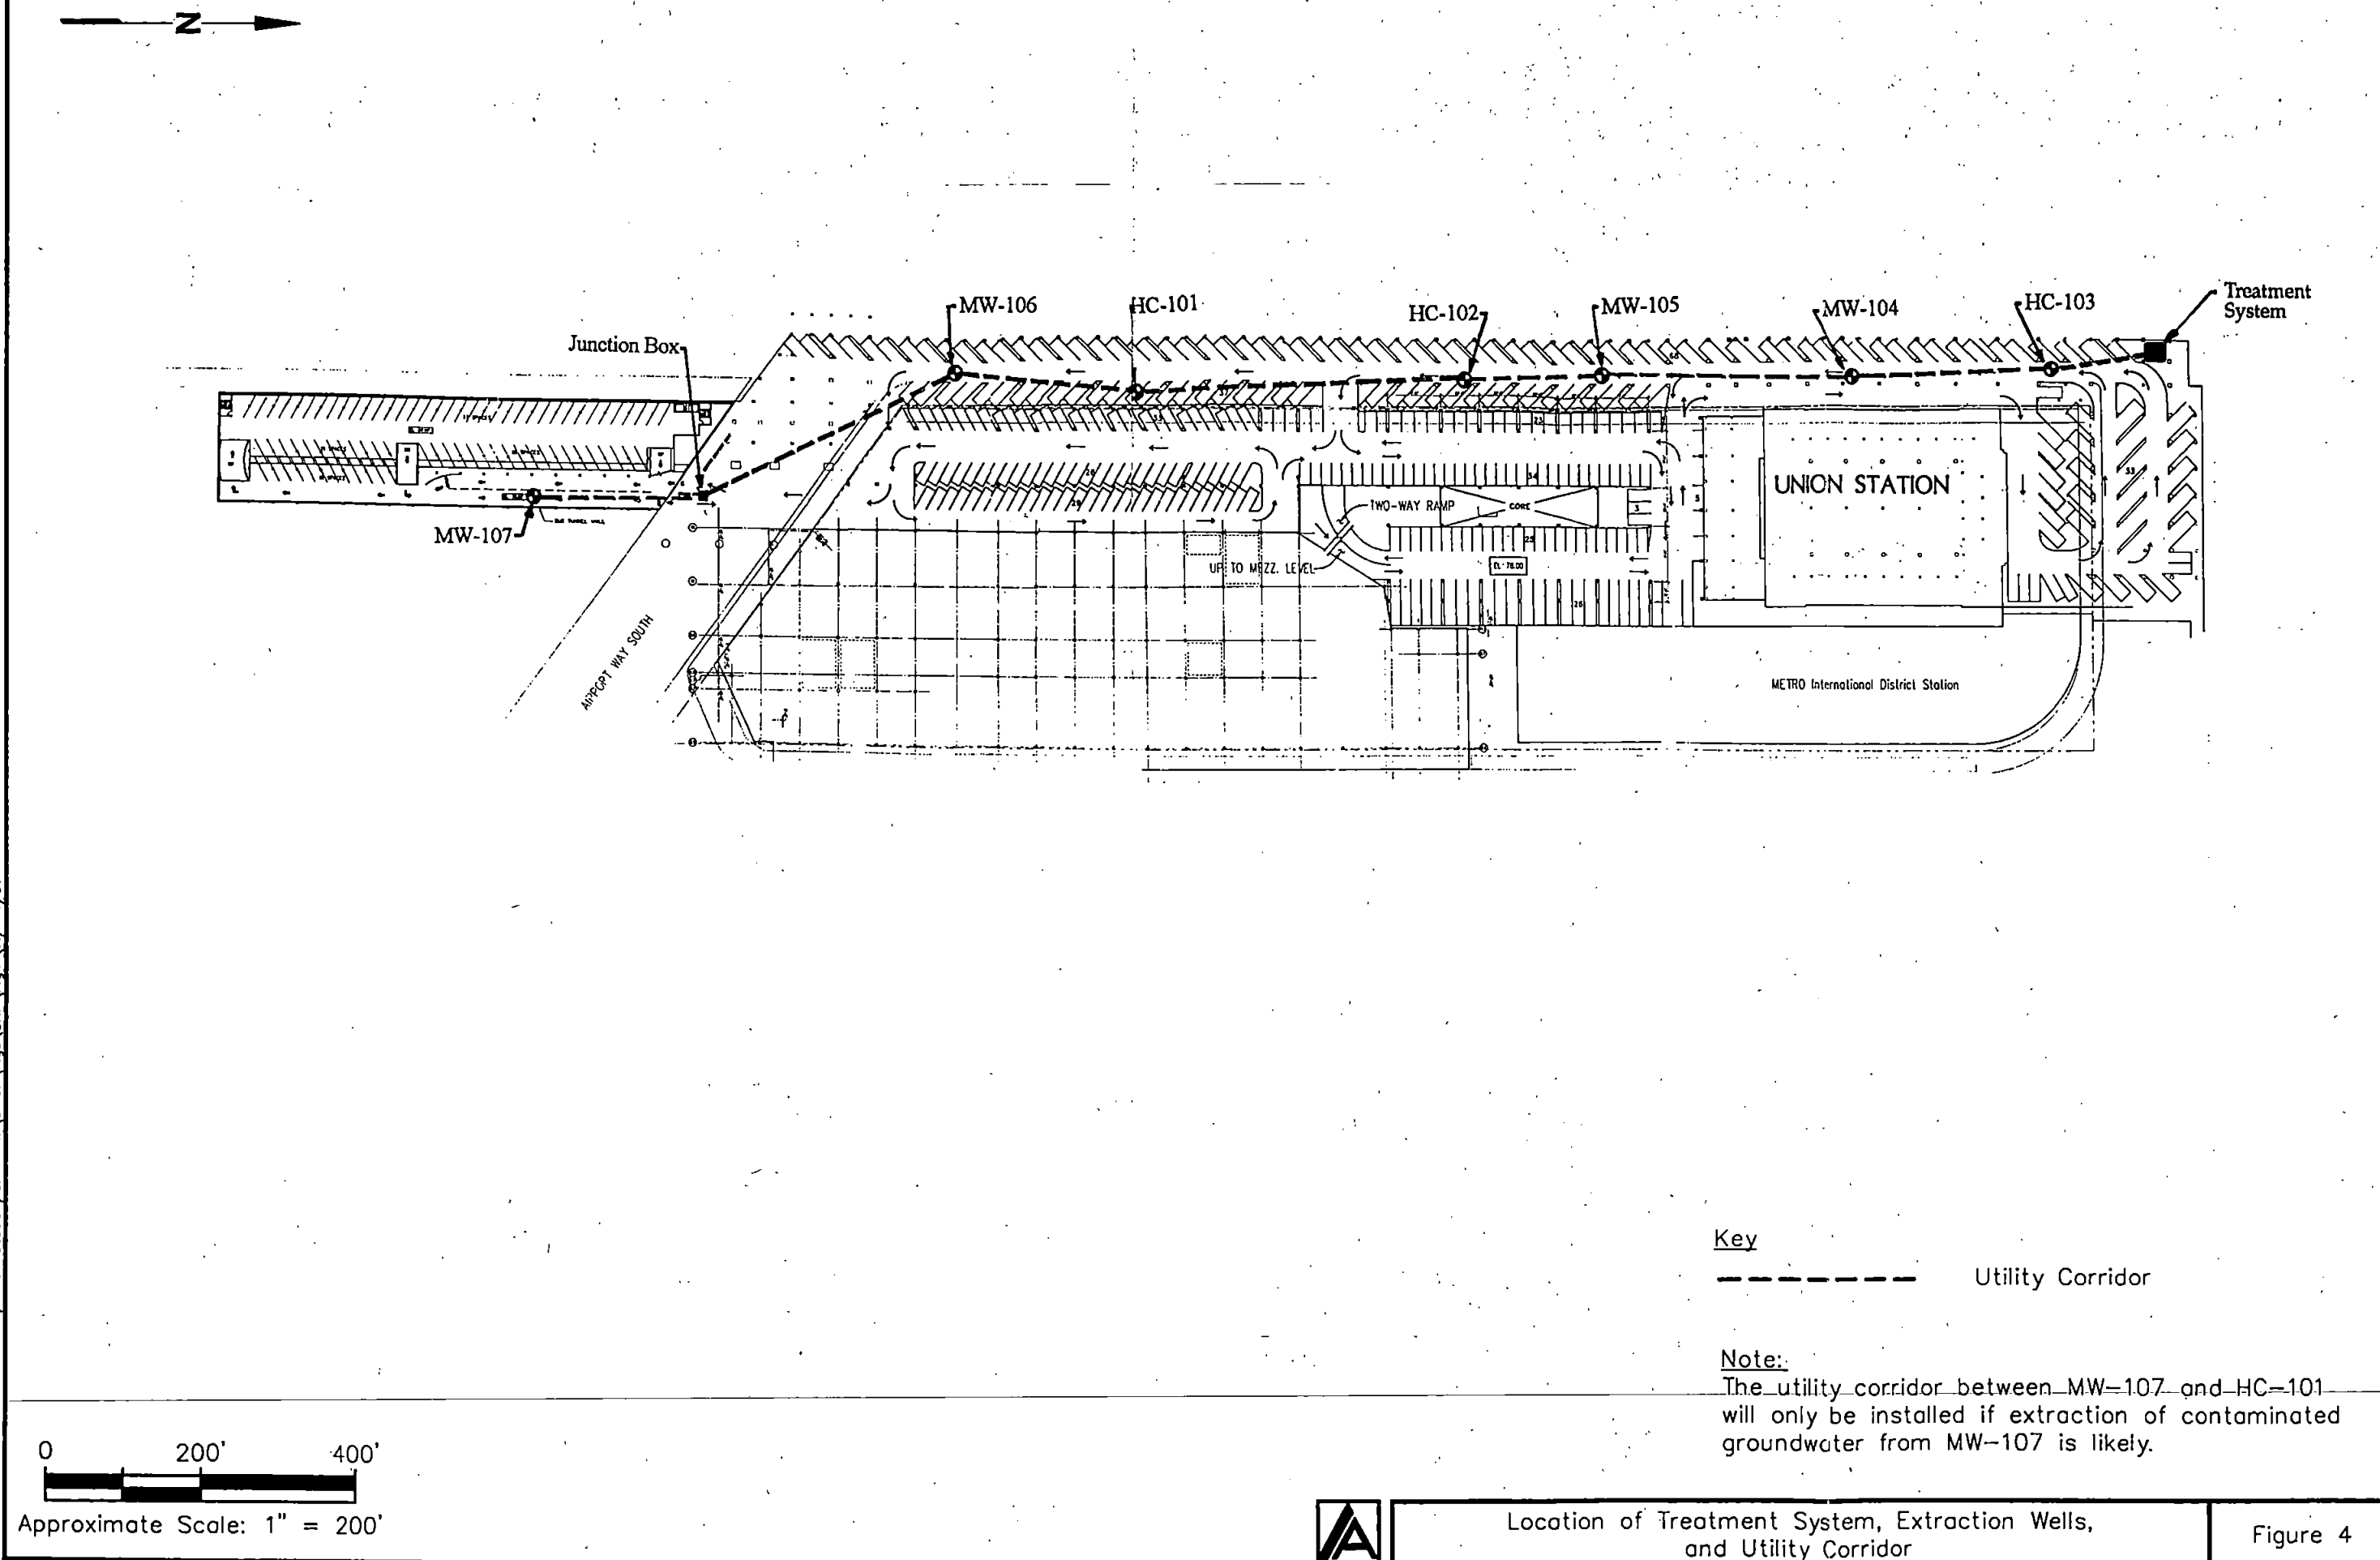 N
MW-106
HC-101
HC-102
MW-105
MW-104
HC-103
Treatment
System
Junction Box
MW-107
UNION STATION
TWO-WAY RAMP
CORE
UP TO MEZZ. LEVEL
EL. 78.00
AIRPORT WAY SOUTH
METRO International District Station
Key
Utility Corridor
Note:
The utility corridor between MW-107 and HC-101
will only be installed if extraction of contaminated
groundwater from MW-107 is likely.
0 200' 400'
Approximate Scale: 1" = 200'
Location of Treatment System, Extraction Wells,
and Utility Corridor
Figure 4